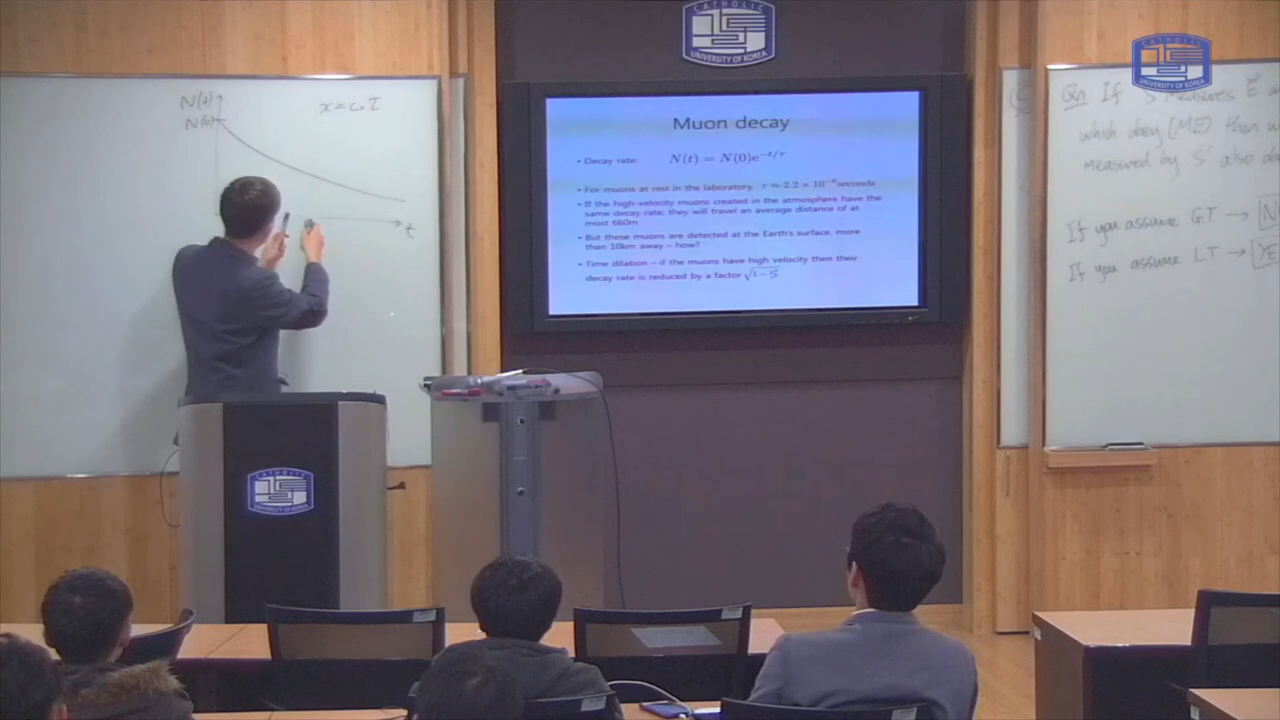 N(t)
N(0)
x = c₀ τ
t
CATHOLIC
UNIVERSITY OF KOREA
Muon decay
• Decay rate: N(t) = N(0)e^{-t/τ}
• For muons at rest in the laboratory, τ ≈ 2.2 × 10⁻⁶ seconds
• If the high-velocity muons created in the atmosphere have the
same decay rate, they will travel an average distance of at
most 660m
• But these muons are detected at the Earth's surface, more
than 10km away – how?
• Time dilation – if the muons have high velocity then their
decay rate is reduced by a factor
CATHOLIC
UNIVERSITY OF KOREA
Qn If S measures E
which obey (ME) then
measured by S' also
If you assume GT → N
If you assume LT → YE
CATHOLIC
UNIVERSITY OF KOREA